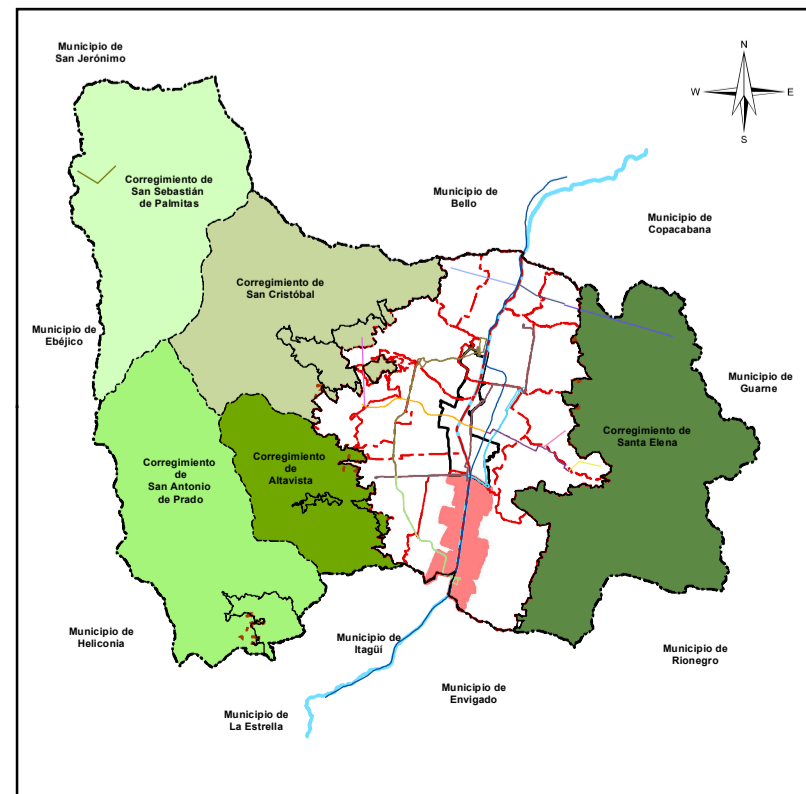 Municipio de
San Jerónimo
N
W
E
S
Corregimiento de
San Sebastián
de Palmitas
Municipio de
Bello
Municipio de
Copacabana
Corregimiento de
San Cristóbal
Municipio de
Ebéjico
Municipio de
Guarne
Corregimiento de
Santa Elena
Corregimiento
de
San Antonio
de Prado
Corregimiento
de
Altavista
Municipio de
Heliconia
Municipio de
Itagüí
Municipio de
Rionegro
Municipio de
Envigado
Municipio de
La Estrella